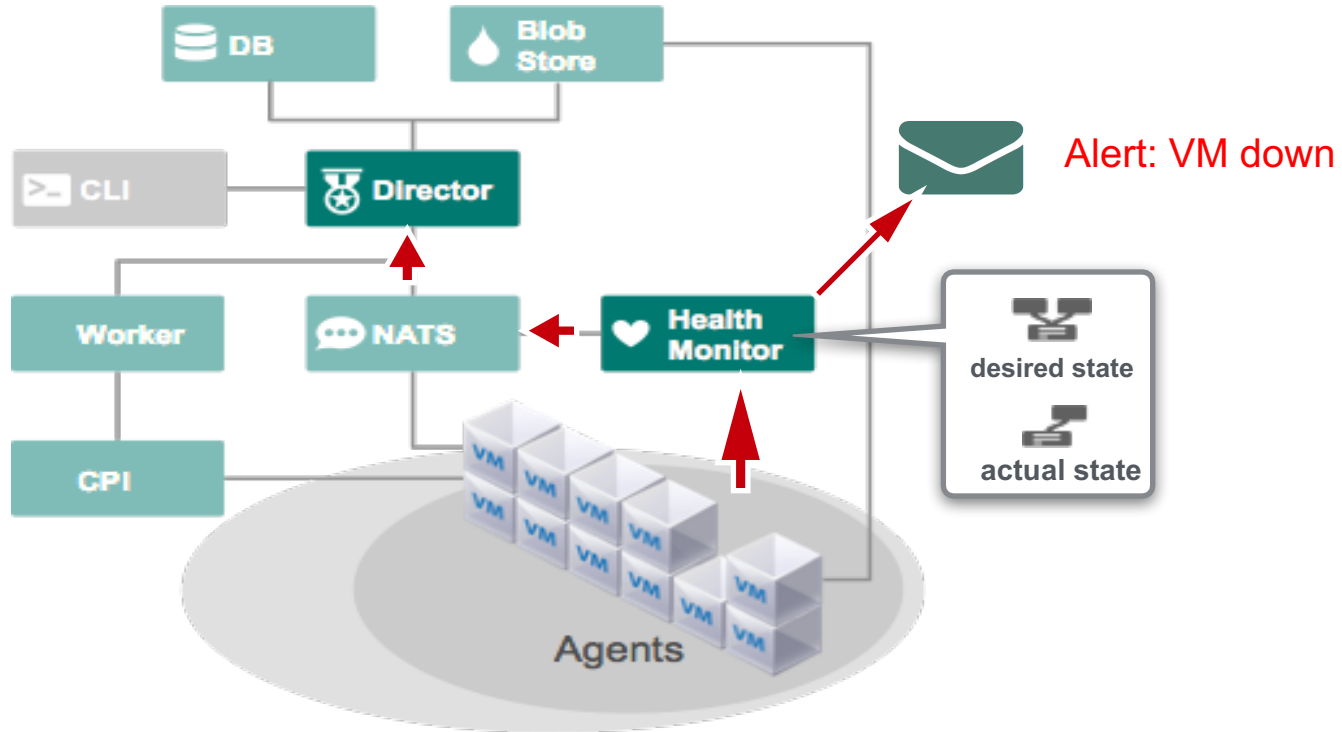 DB
Blob
Store
Alert: VM down
>_ CLI
Director
Worker
NATS
Health
Monitor
desired state
actual state
CPI
VM
VM
VM
VM
VM
VM
VM
VM
VM
VM
VM
Agents